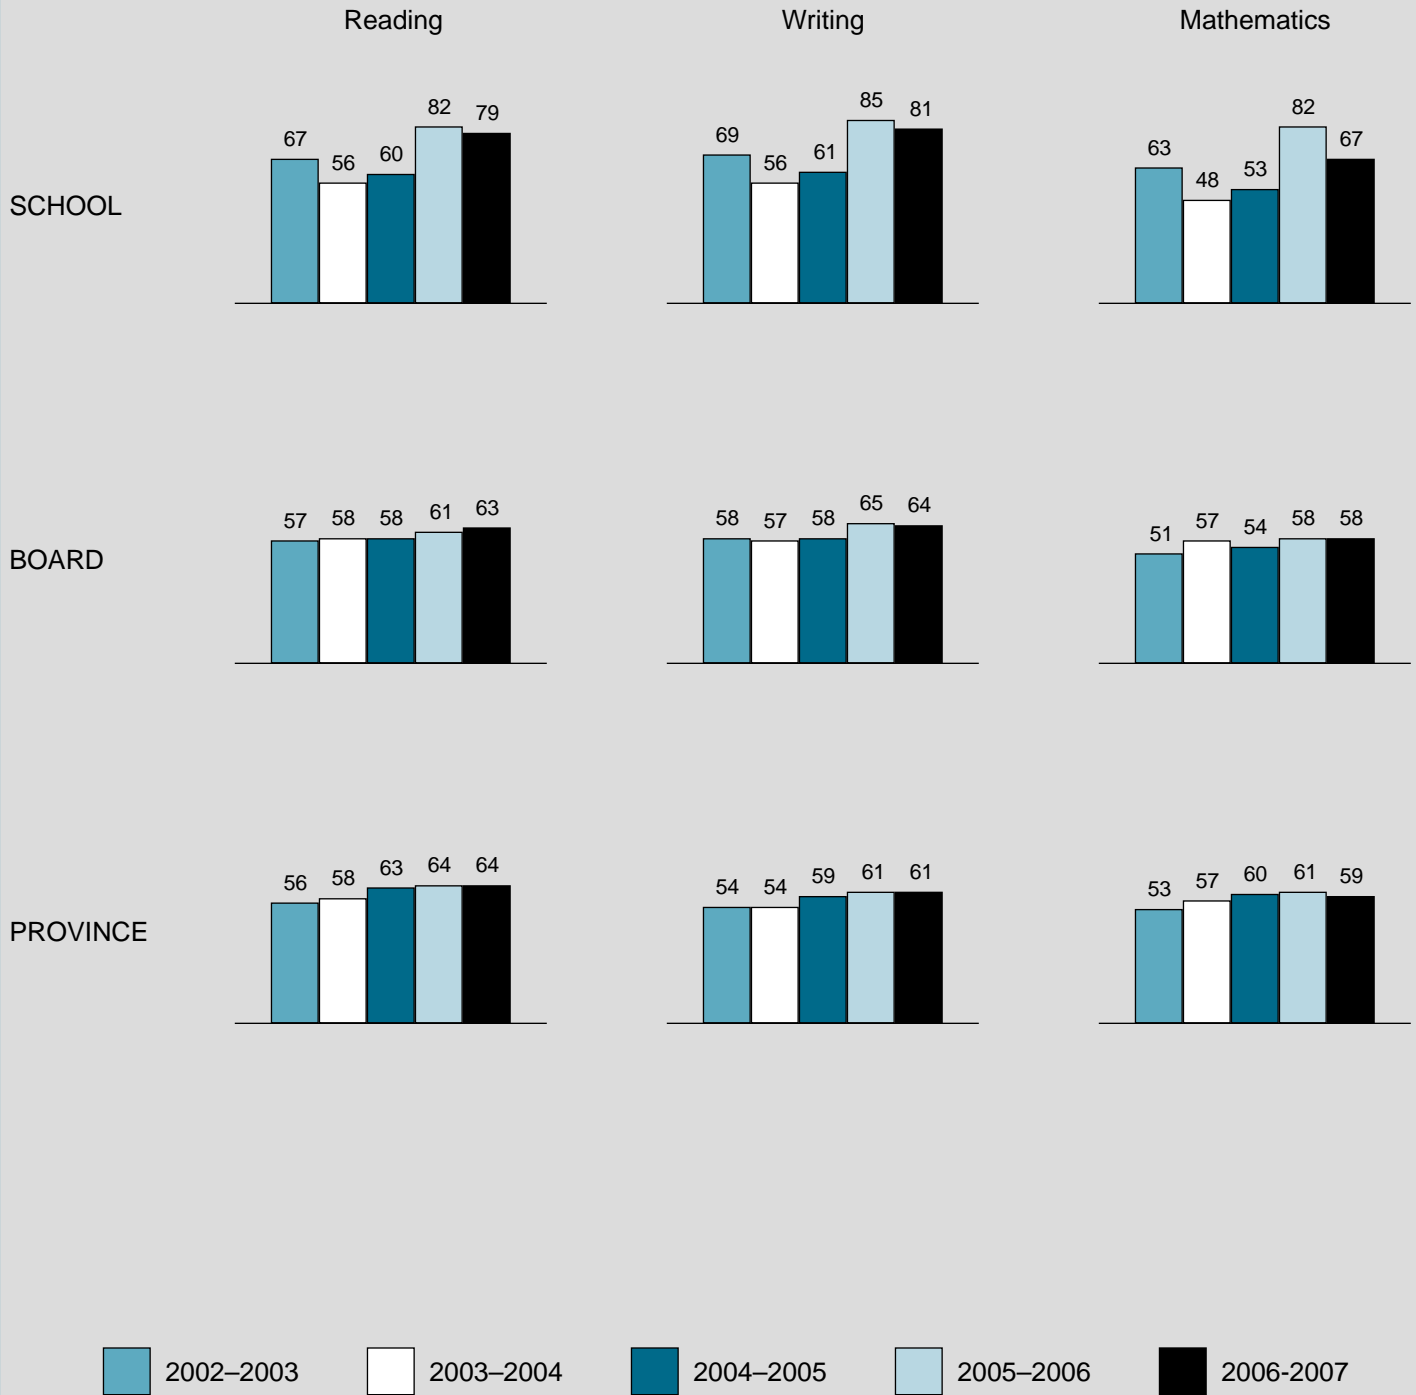 Reading Writing Mathematics
SCHOOL
67 56 60 82 79
69 56 61 85 81
63 48 53 82 67
BOARD
57 58 58 61 63
58 57 58 65 64
51 57 54 58 58
PROVINCE
56 58 63 64 64
54 54 59 61 61
53 57 60 61 59
2002–2003 2003–2004 2004–2005 2005–2006 2006-2007